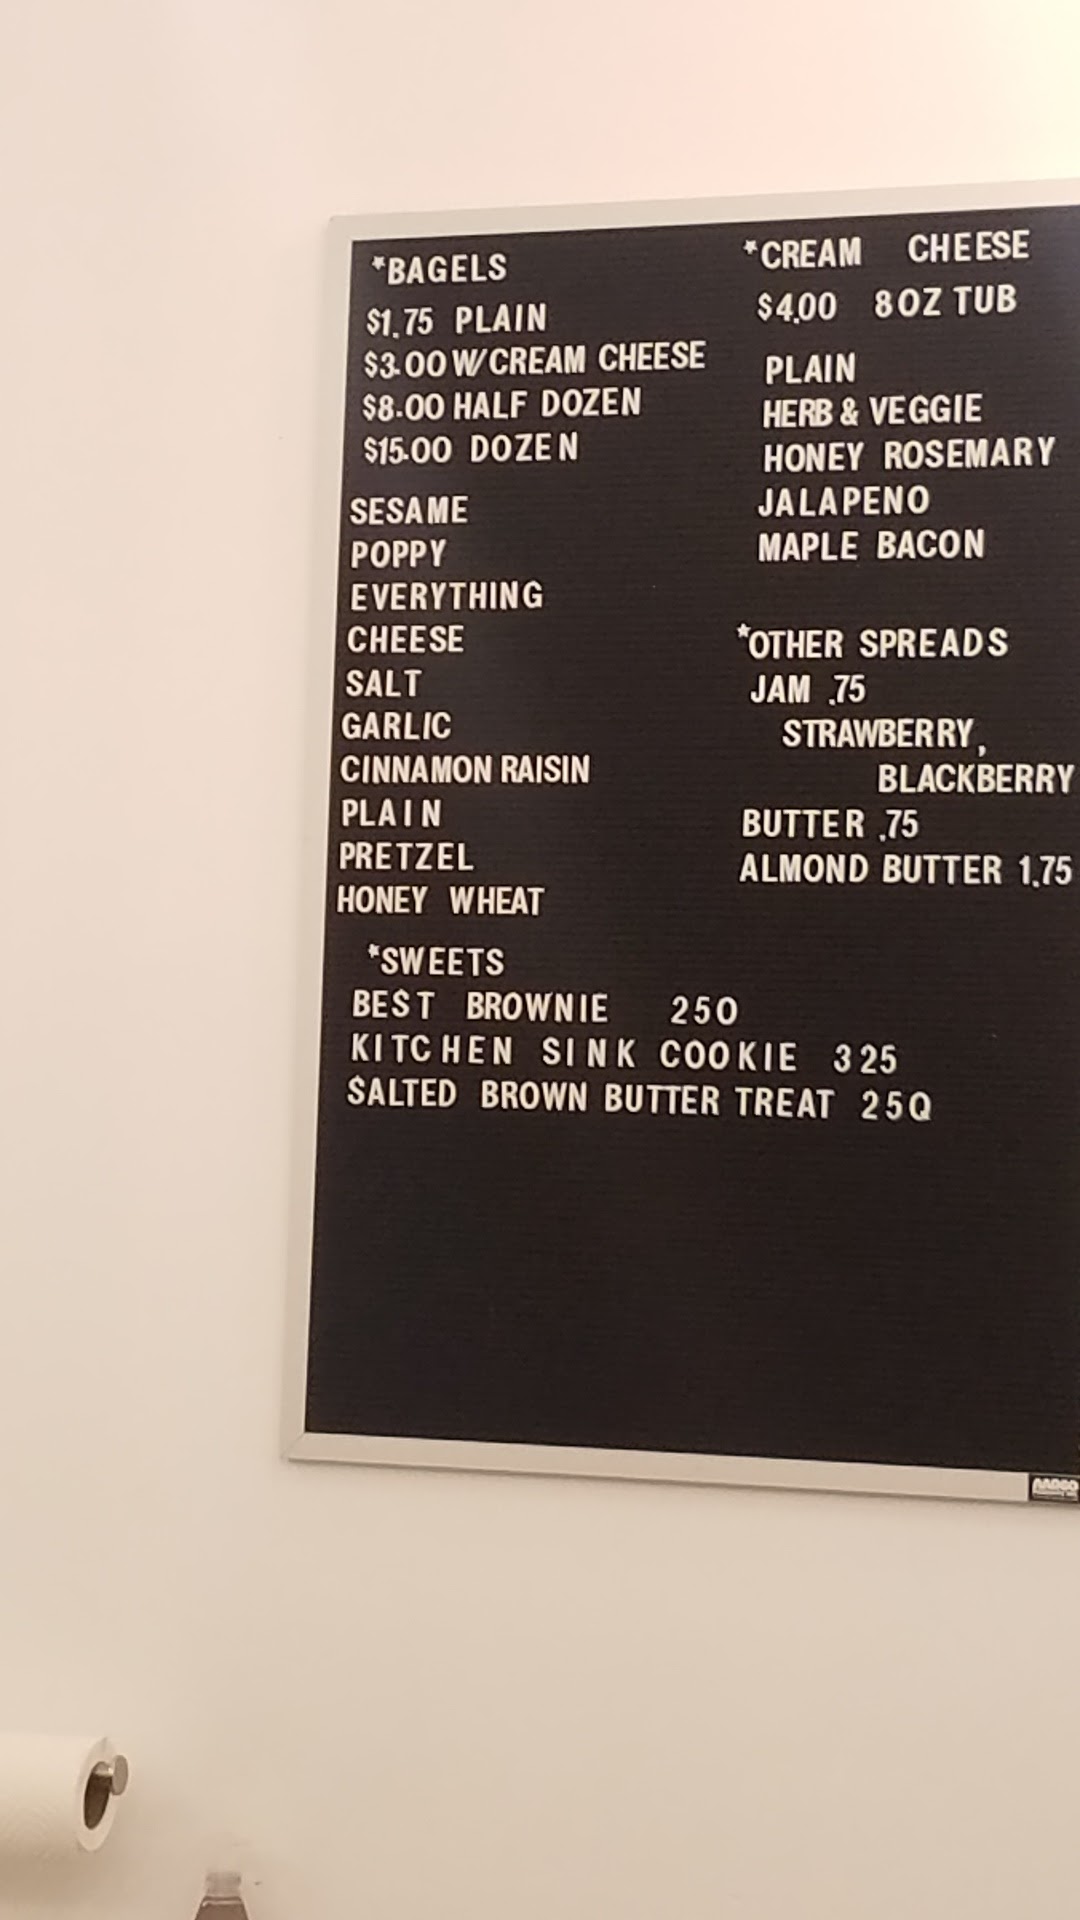 *BAGELS
$1.75 PLAIN
$3.00 W/CREAM CHEESE
$8.00 HALF DOZEN
$15.00 DOZEN
SESAME
POPPY
EVERYTHING
CHEESE
SALT
GARLIC
CINNAMON RAISIN
PLAIN
PRETZEL
HONEY WHEAT
*CREAM CHEESE
$4.00 8OZ TUB
PLAIN
HERB & VEGGIE
HONEY ROSEMARY
JALAPENO
MAPLE BACON
*OTHER SPREADS
JAM .75
STRAWBERRY,
BLACKBERRY
BUTTER .75
ALMOND BUTTER 1.75
*SWEETS
BE$T BROWNIE 250
KITCHEN SINK COOKIE 325
$ALTED BROWN BUTTER TREAT 25Q